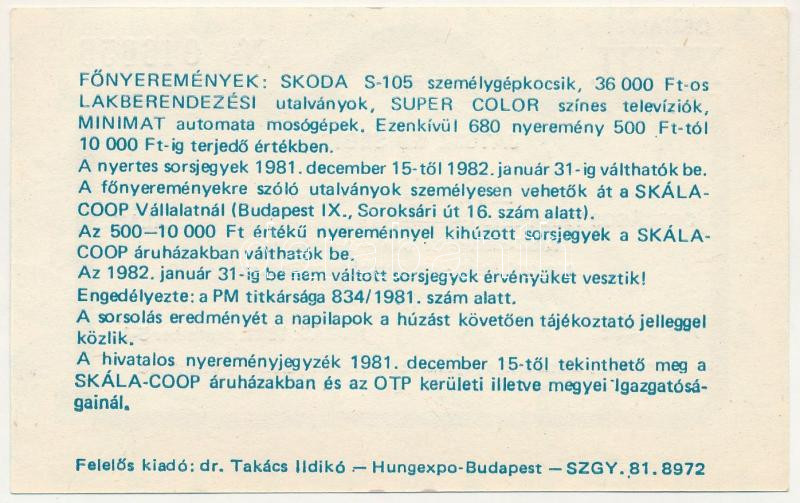 FŐNYEREMÉNYEK: SKODA S-105 személygépkocsik, 36 000 Ft-os
LAKBERENDEZÉSI utalványok, SUPER COLOR színes televíziók,
MINIMAT automata mosógépek. Ezenkívül 680 nyeremény 500 Ft-tól
10 000 Ft-ig terjedő értékben.
A nyertes sorsjegyek 1981. december 15-től 1982. január 31-ig válthatók be.
A főnyereményekre szóló utalványok személyesen vehetők át a SKÁLA-
COOP Vállalatnál (Budapest IX., Soroksári út 16. szám alatt).
Az 500—10 000 Ft értékű nyereménnyel kihúzott sorsjegyek a SKÁLA-
COOP áruházakban válthatók be.
Az 1982. január 31-ig be nem váltott sorsjegyek érvényüket vesztik!
Engedélyezte: a PM titkársága 834/1981. szám alatt.
A sorsolás eredményét a napilapok a húzást követően tájékoztató jelleggel
közlik.
A hivatalos nyereményjegyzék 1981. december 15-től tekinthető meg a
SKÁLA-COOP áruházakban és az OTP kerületi illetve megyei Igazgatósá-
gainál.
Felelős kiadó: dr. Takács Ildikó — Hungexpo-Budapest — SZGY. 81. 8972